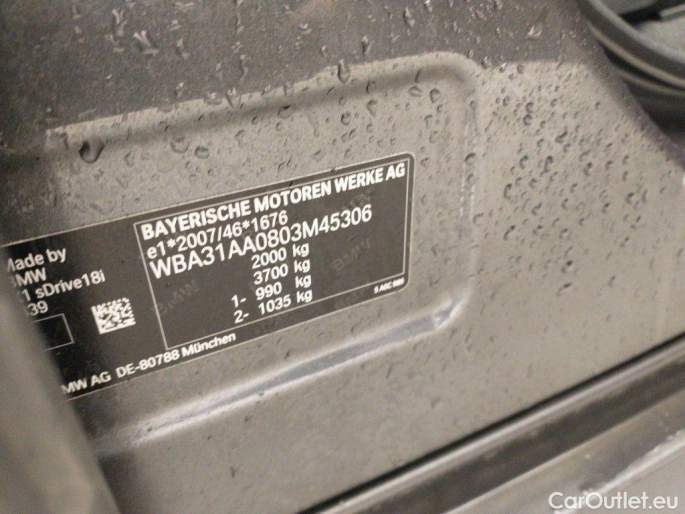 BAYERISCHE MOTOREN WERKE AG
e1*2007/46*1676
WBA31AA0803M45306
2000 kg
3700 kg
1- 990 kg
2- 1035 kg
Made by
BMW
sDrive18i
DE-80788 München
MW AG
CarOutlet.eu